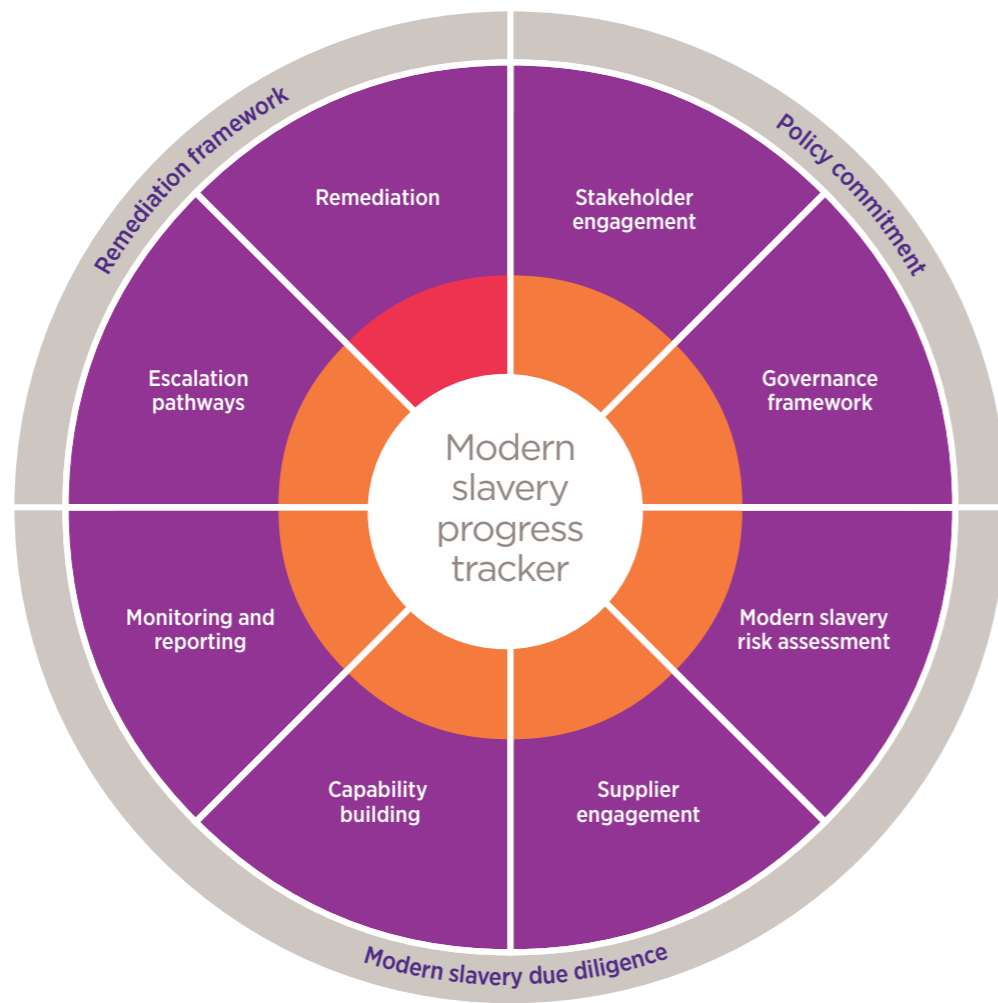 Remediation framework
Policy commitment
Remediation
Stakeholder
engagement
Escalation
pathways
Governance
framework
Modern
slavery
progress
tracker
Monitoring and
reporting
Modern slavery
risk assessment
Capability
building
Supplier
engagement
Modern slavery due diligence